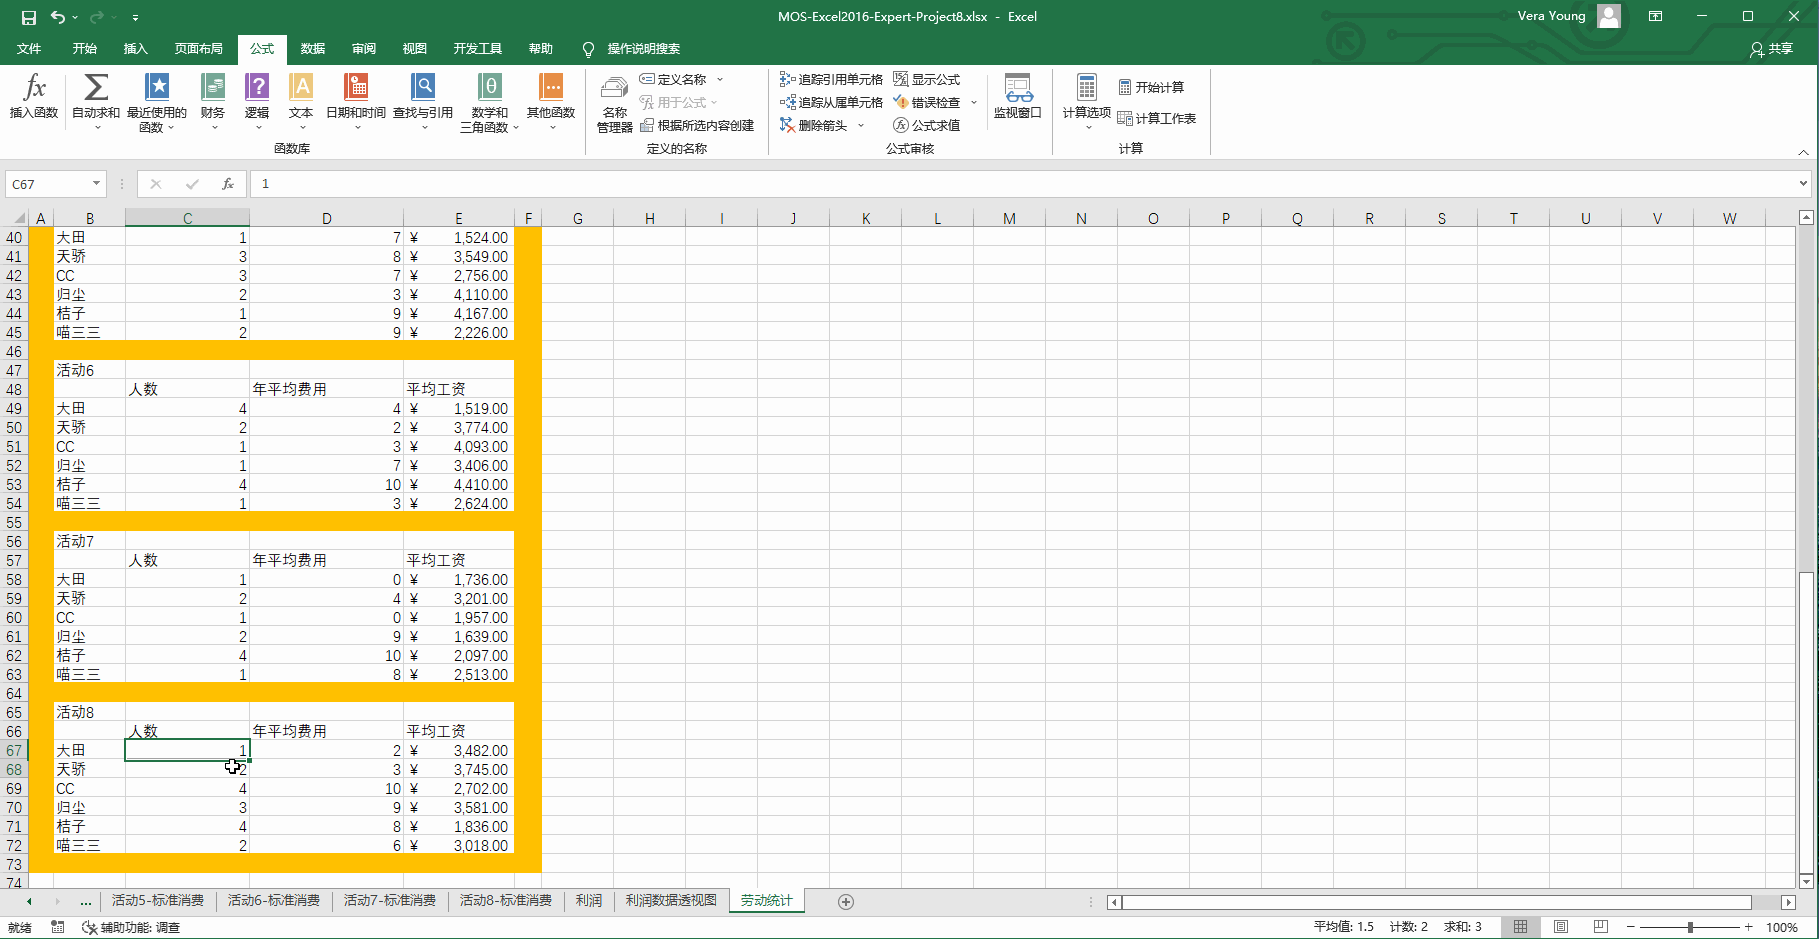 MOS-Excel2016-Expert-Project8.xlsx - Excel
Vera Young
文件 开始 插入 页面布局 公式 数据 审阅 视图 开发工具 帮助 操作说明搜索 共享
插入函数 自动求和 最近使用的函数 财务 逻辑 文本 日期和时间 查找与引用 数学和三角函数 其他函数
函数库
名称管理器 定义名称 用于公式 根据所选内容创建
定义的名称
追踪引用单元格 追踪从属单元格 删除箭头 显示公式 错误检查 公式求值
公式审核
监视窗口
计算选项 开始计算 计算工作表
计算
C67 fx 1
A B C D E F G H I J K L M N O P Q R S T U V W
40 大田 1 7 ¥ 1,524.00
41 天骄 3 8 ¥ 3,549.00
42 CC 3 7 ¥ 2,756.00
43 归尘 2 3 ¥ 4,110.00
44 桔子 1 9 ¥ 4,167.00
45 喵三三 2 9 ¥ 2,226.00
46
47 活动6
48 人数 年平均费用 平均工资
49 大田 4 4 ¥ 1,519.00
50 天骄 2 2 ¥ 3,774.00
51 CC 1 3 ¥ 4,093.00
52 归尘 1 7 ¥ 3,406.00
53 桔子 4 10 ¥ 4,410.00
54 喵三三 1 3 ¥ 2,624.00
55
56 活动7
57 人数 年平均费用 平均工资
58 大田 1 0 ¥ 1,736.00
59 天骄 2 4 ¥ 3,201.00
60 CC 1 0 ¥ 1,957.00
61 归尘 2 9 ¥ 1,639.00
62 桔子 4 10 ¥ 2,097.00
63 喵三三 1 8 ¥ 2,513.00
64
65 活动8
66 人数 年平均费用 平均工资
67 大田 1 2 ¥ 3,482.00
68 天骄 2 3 ¥ 3,745.00
69 CC 4 10 ¥ 2,702.00
70 归尘 3 9 ¥ 3,581.00
71 桔子 4 8 ¥ 1,836.00
72 喵三三 2 6 ¥ 3,018.00
73
74
... 活动5-标准消费 活动6-标准消费 活动7-标准消费 活动8-标准消费 利润 利润数据透视图 劳动统计
就绪 辅助功能: 调查 平均值: 1.5 计数: 2 求和: 3 100%